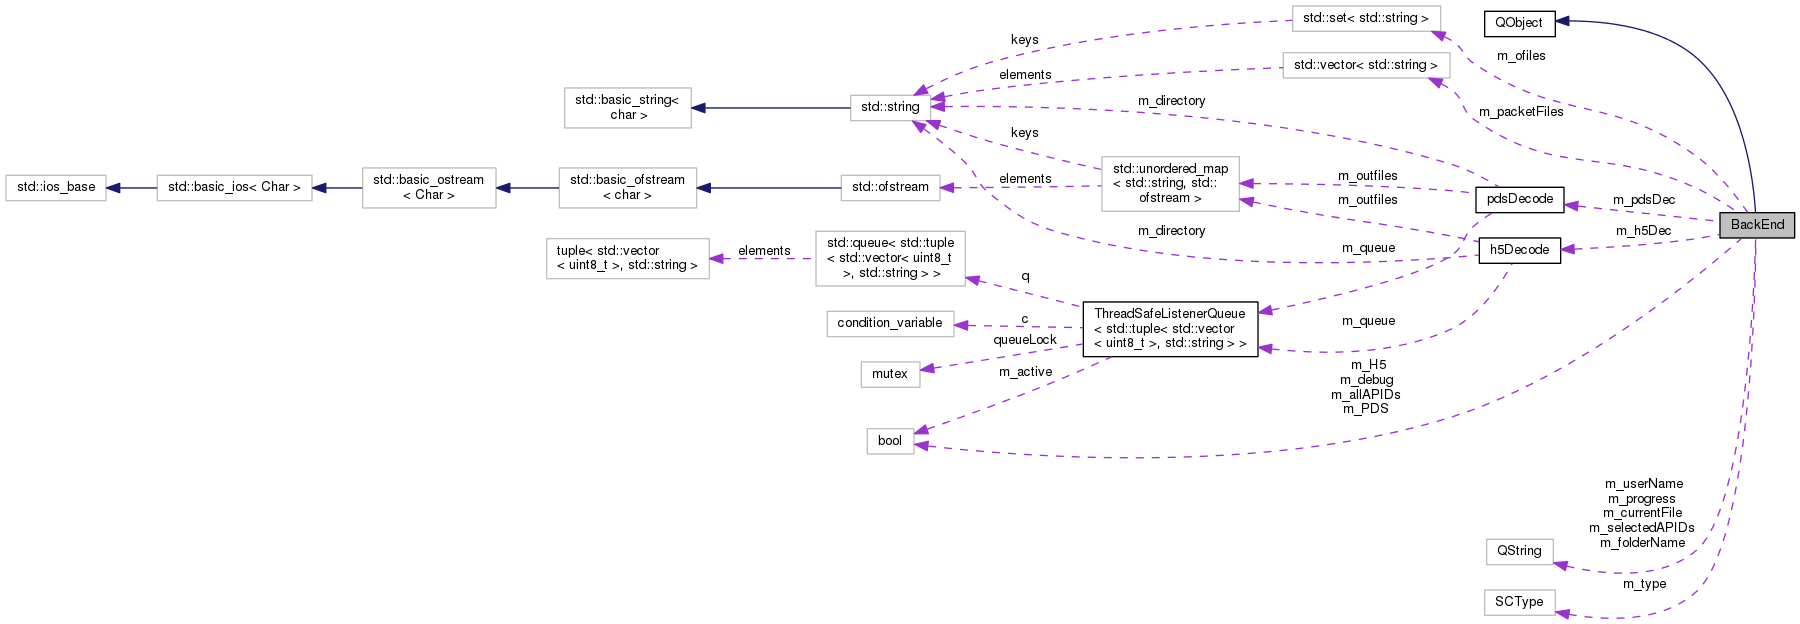 std::set< std::string >
QObject
keys
m_ofiles
std::vector< std::string >
elements
std::basic_string<
char >
std::string
m_directory
m_packetFiles
keys
std::unordered_map
< std::string, std::
ofstream >
std::ios_base
std::basic_ios< Char >
std::basic_ostream
< Char >
std::basic_ofstream
< char >
std::ofstream
elements
m_outfiles
m_outfiles
pdsDecode
m_pdsDec
BackEnd
m_directory
m_queue
h5Decode
m_h5Dec
tuple< std::vector
< uint8_t >, std::string >
elements
std::queue< std::tuple
< std::vector< uint8_t
>, std::string > >
q
ThreadSafeListenerQueue
< std::tuple< std::vector
< uint8_t >, std::string > >
condition_variable
c
queueLock
m_queue
mutex
m_active
m_H5
m_debug
m_allAPIDs
m_PDS
bool
m_userName
m_progress
m_currentFile
m_selectedAPIDs
m_folderName
QString
m_type
SCType